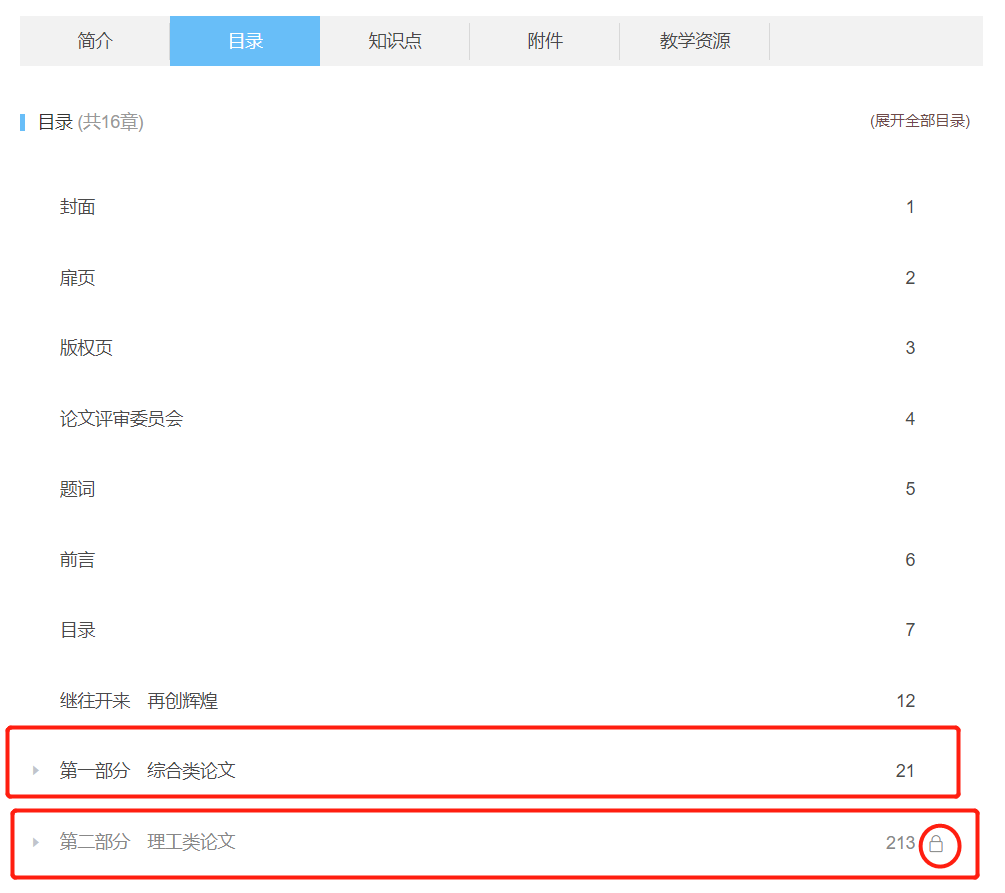 简介 目录 知识点 附件 教学资源
目录 (共16章) (展开全部目录)
封面 1
扉页 2
版权页 3
论文评审委员会 4
题词 5
前言 6
目录 7
继往开来 再创辉煌 12
第一部分 综合类论文 21
第二部分 理工类论文 213